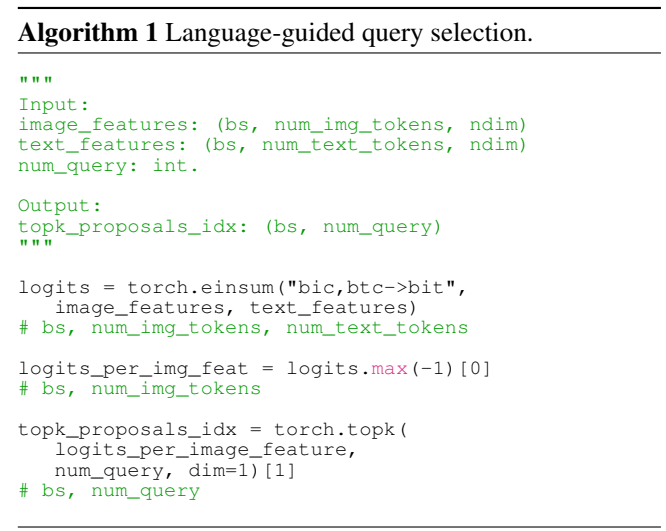 Algorithm 1 Language-guided query selection.
"""
Input:
image_features: (bs, num_img_tokens, ndim)
text_features: (bs, num_text_tokens, ndim)
num_query: int.
Output:
topk_proposals_idx: (bs, num_query)
"""
logits = torch.einsum("bic,btc->bit",
image_features, text_features)
# bs, num_img_tokens, num_text_tokens
logits_per_img_feat = logits.max(-1)[0]
# bs, num_img_tokens
topk_proposals_idx = torch.topk(
logits_per_image_feature,
num_query, dim=1)[1]
# bs, num_query